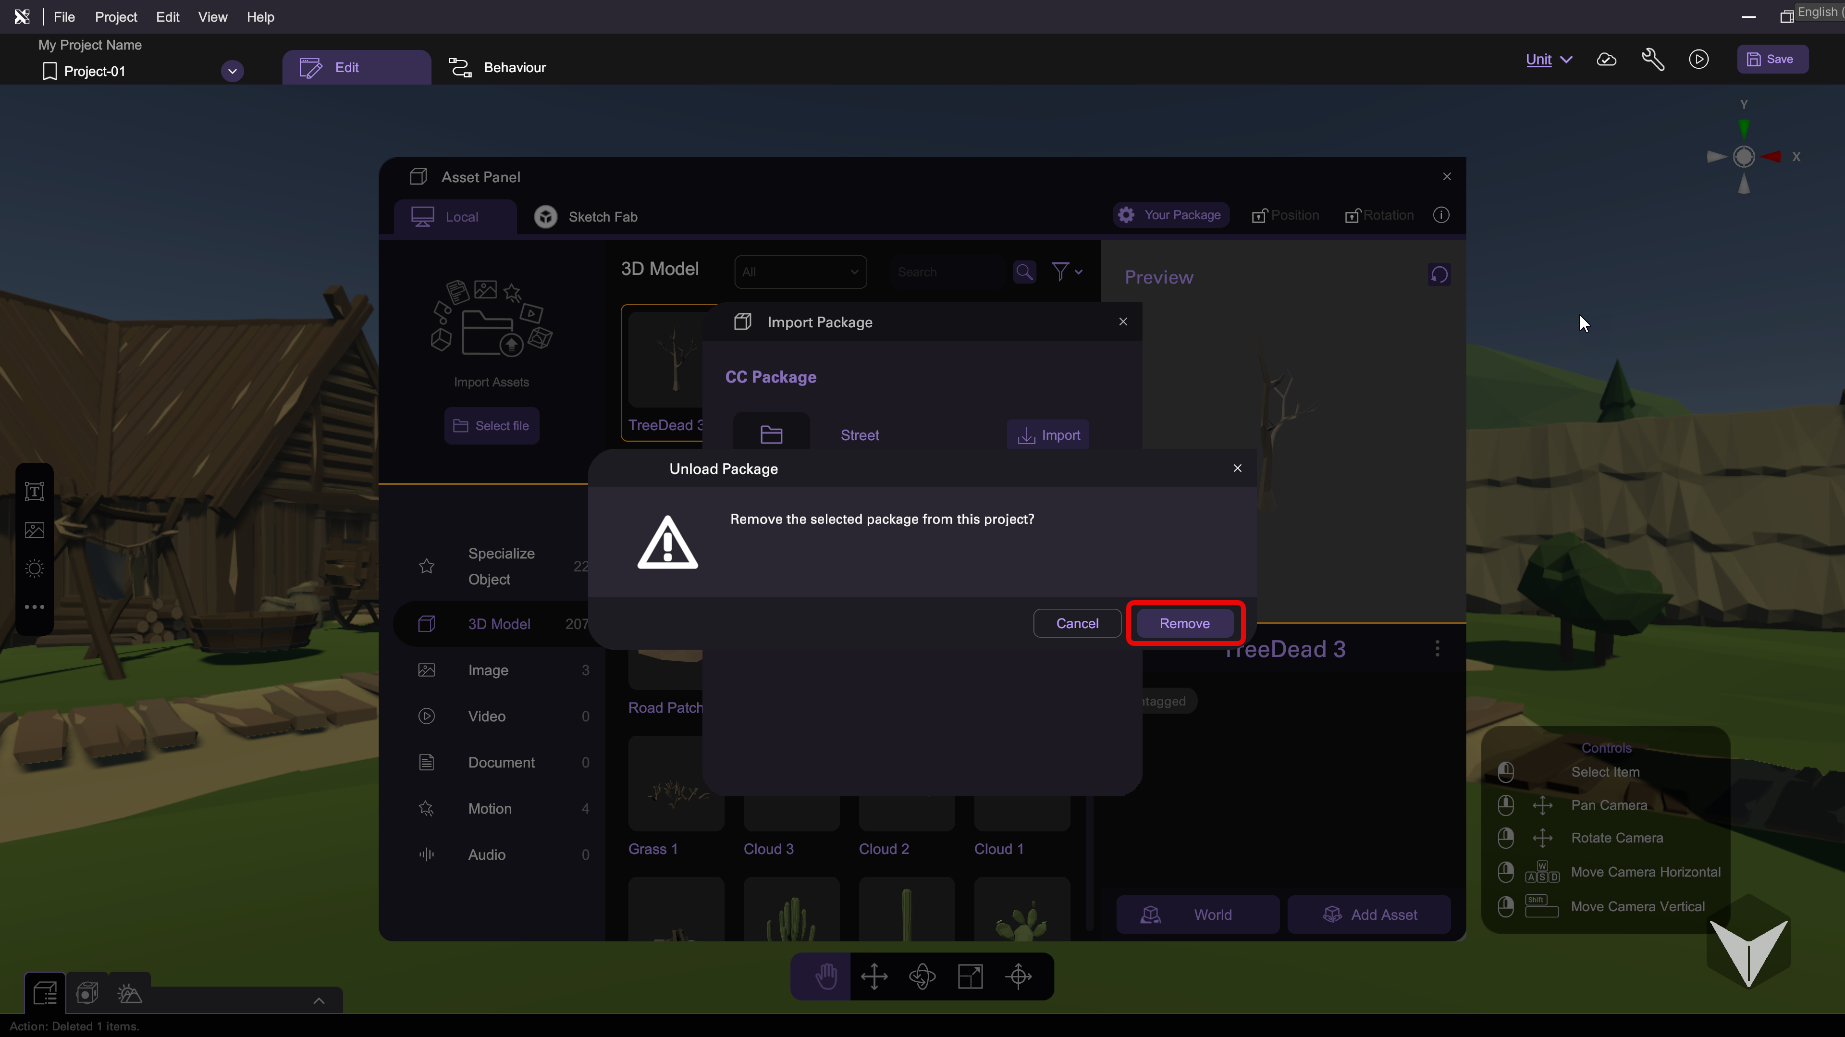 File Project Edit View Help
English (
My Project Name
Project-01
Edit
Behaviour
Unit
Save
Y
X
Asset Panel
Local
Sketch Fab
Your Package
Position
Rotation
3D Model
All
Search
Preview
Import Assets
Select file
Import Package
CC Package
Street
Import
TreeDead 3
Unload Package
Remove the selected package from this project?
Cancel
Remove
Specialize
Object
22
3D Model 207
Image 3
Video 0
Document 0
Motion 4
Audio 0
Road Patch
Grass 1
Cloud 3
Cloud 2
Cloud 1
TreeDead 3
ntagged
World
Add Asset
Controls
Select Item
Pan Camera
Rotate Camera
W
A S D
Move Camera Horizontal
Shift
Move Camera Vertical
Action: Deleted 1 items.